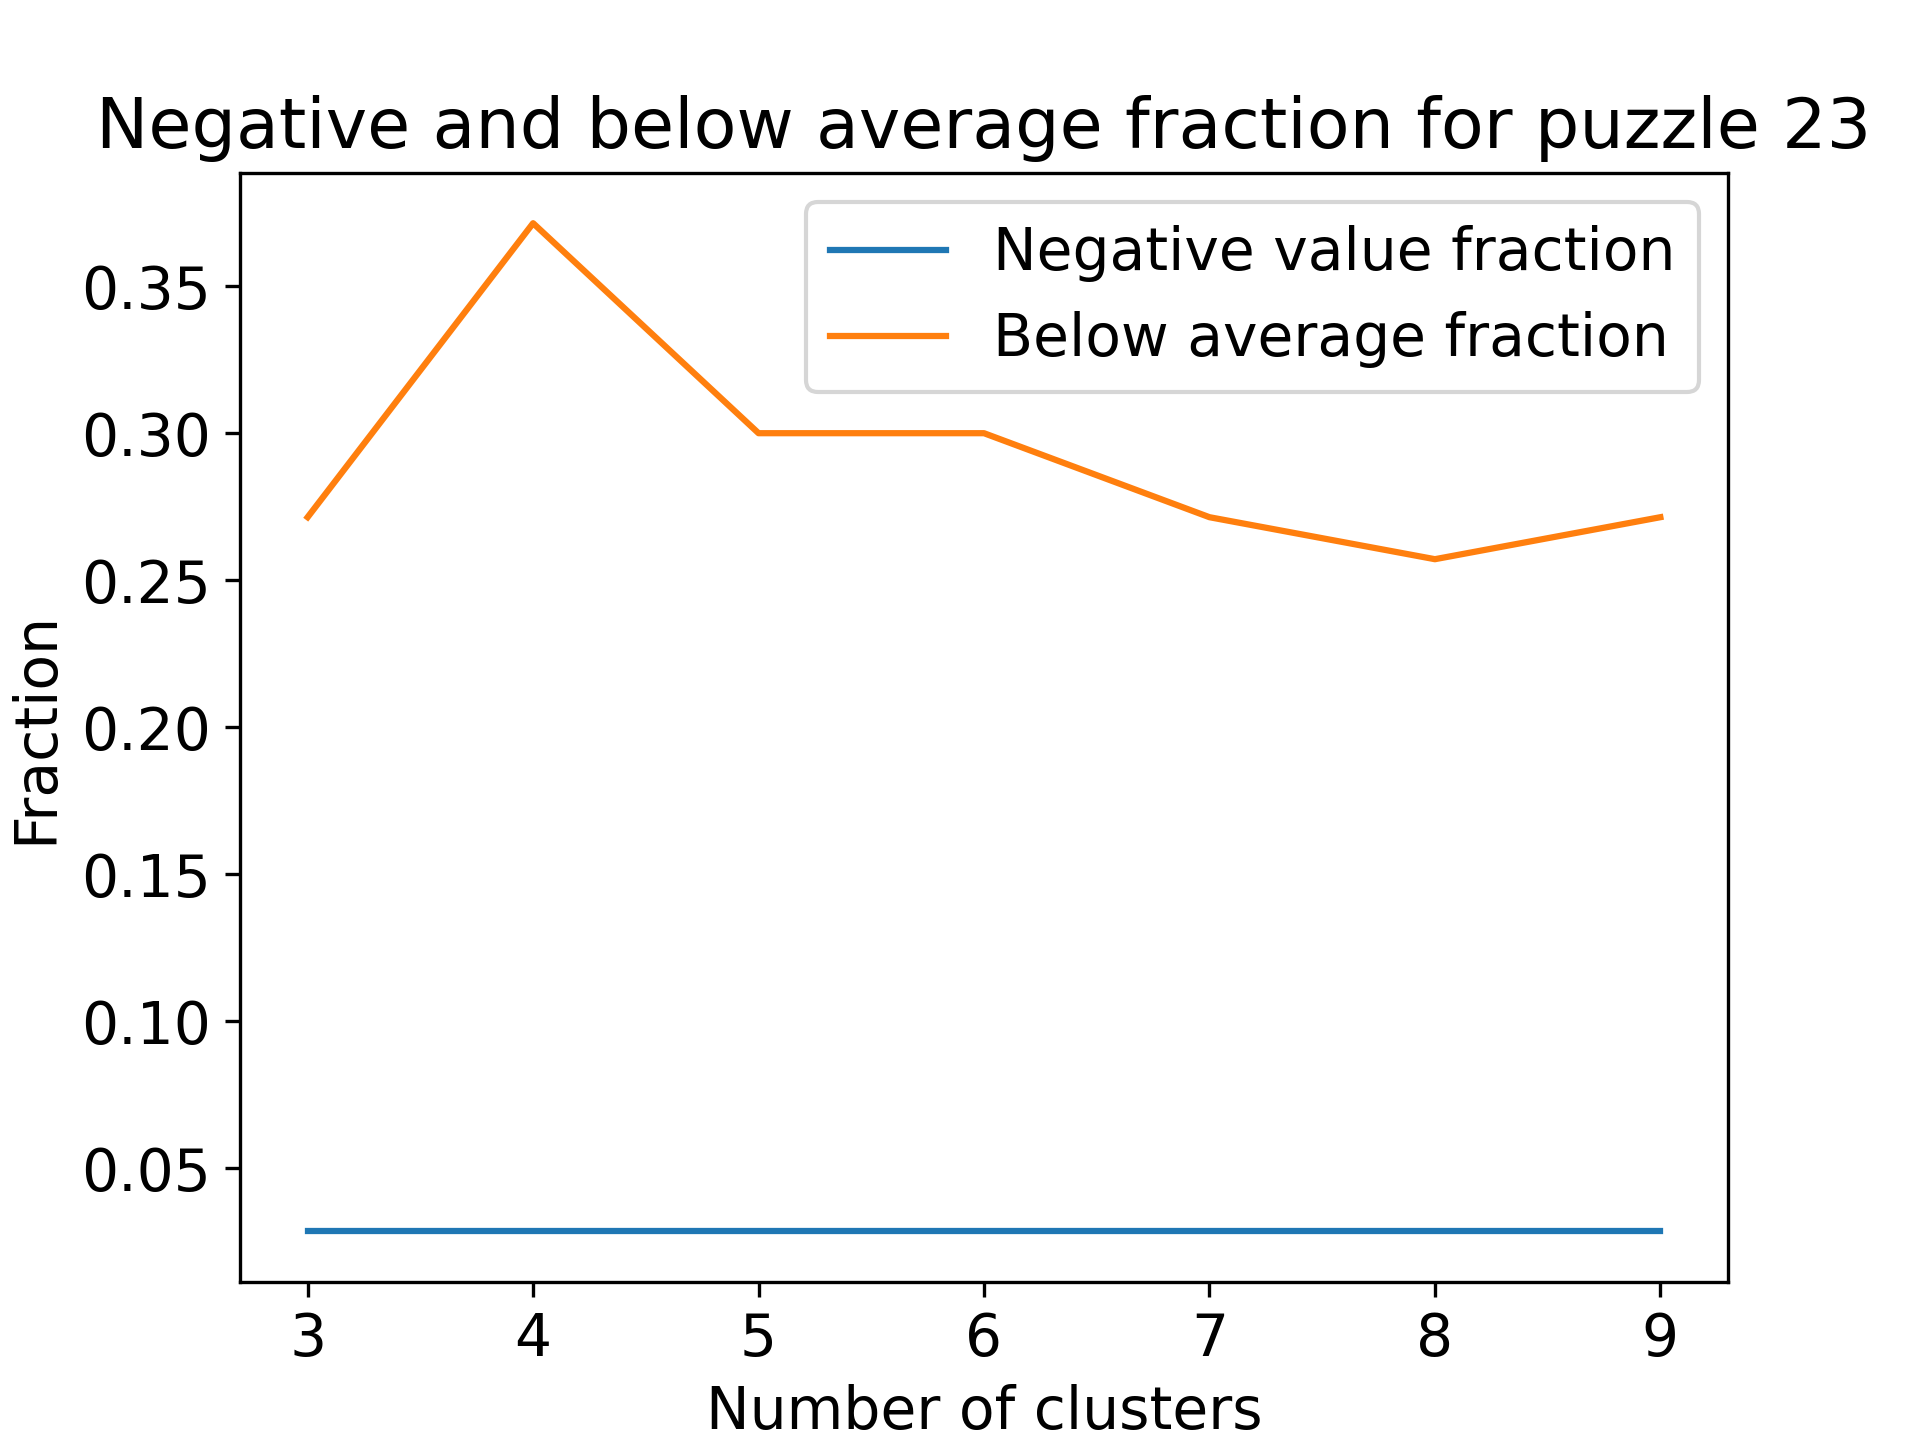 Negative and below average fraction for puzzle 23
Negative value fraction
Below average fraction
0.35
0.30
0.25
0.20
0.15
0.10
0.05
Fraction
3 4 5 6 7 8 9
Number of clusters